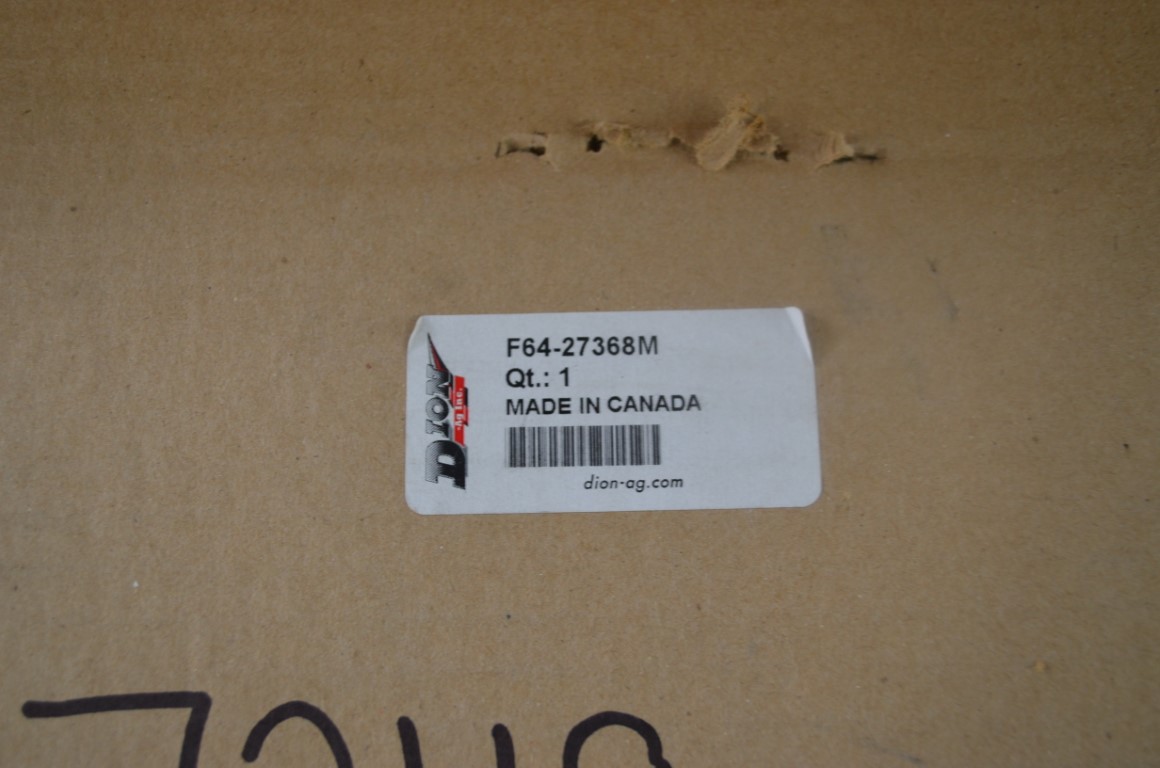 F64-27368M
Qt.: 1
MADE IN CANADA
DION
Ag Inc.
dion-ag.com